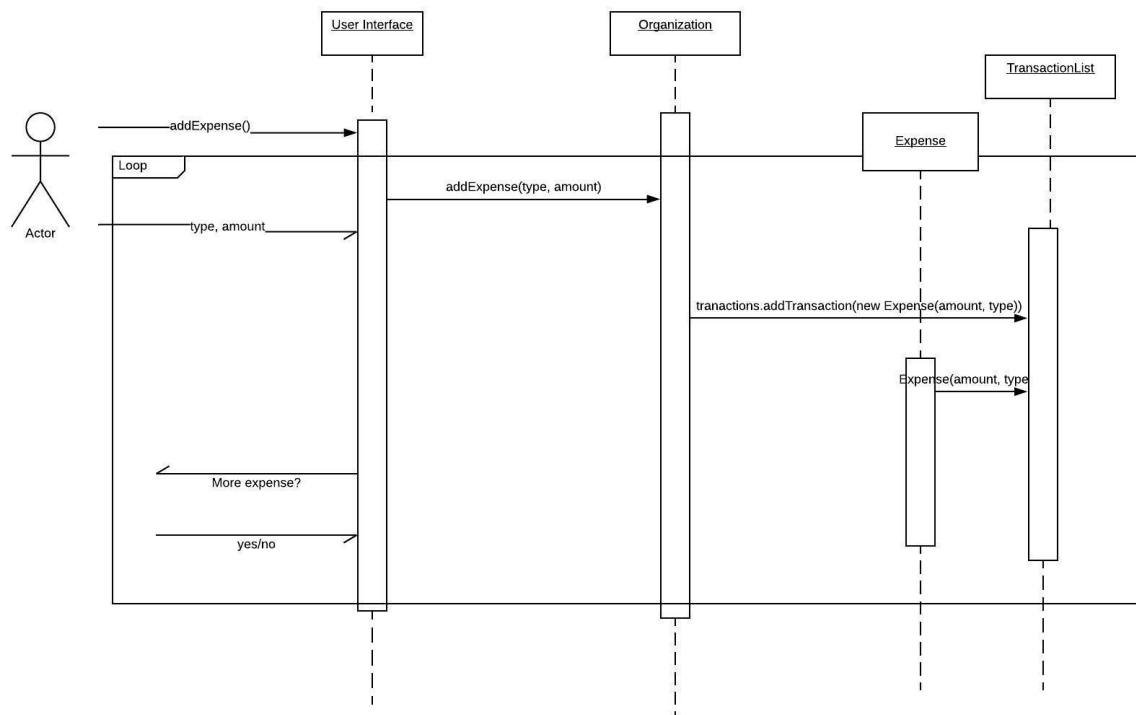 User Interface
Organization
TransactionList
addExpense()
Expense
Loop
addExpense(type, amount)
type, amount
Actor
tranactions.addTransaction(new Expense(amount, type))
Expense(amount, type
More expense?
yes/no